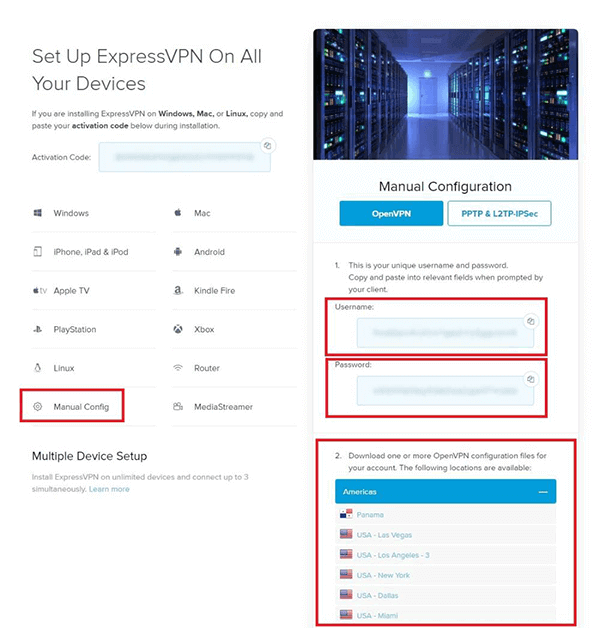 Set Up ExpressVPN On All
Your Devices
If you are installing ExpressVPN on Windows, Mac, or Linux, copy and
paste your activation code below during installation.
Activation Code:
Windows
Mac
iPhone, iPad & iPod
Android
tv Apple TV
Kindle Fire
PlayStation
Xbox
Linux
Router
Manual Config
MediaStreamer
Multiple Device Setup
Install ExpressVPN on unlimited devices and connect up to 3
simultaneously. Learn more
Manual Configuration
OpenVPN
PPTP & L2TP-IPSec
1. This is your unique username and password.
Copy and paste into relevant fields when prompted by
your client.
Username:
Password:
2. Download one or more OpenVPN configuration files for
your account. The following locations are available:
Americas
Panama
USA - Las Vegas
USA - Los Angeles - 3
USA - New York
USA - Dallas
USA - Miami